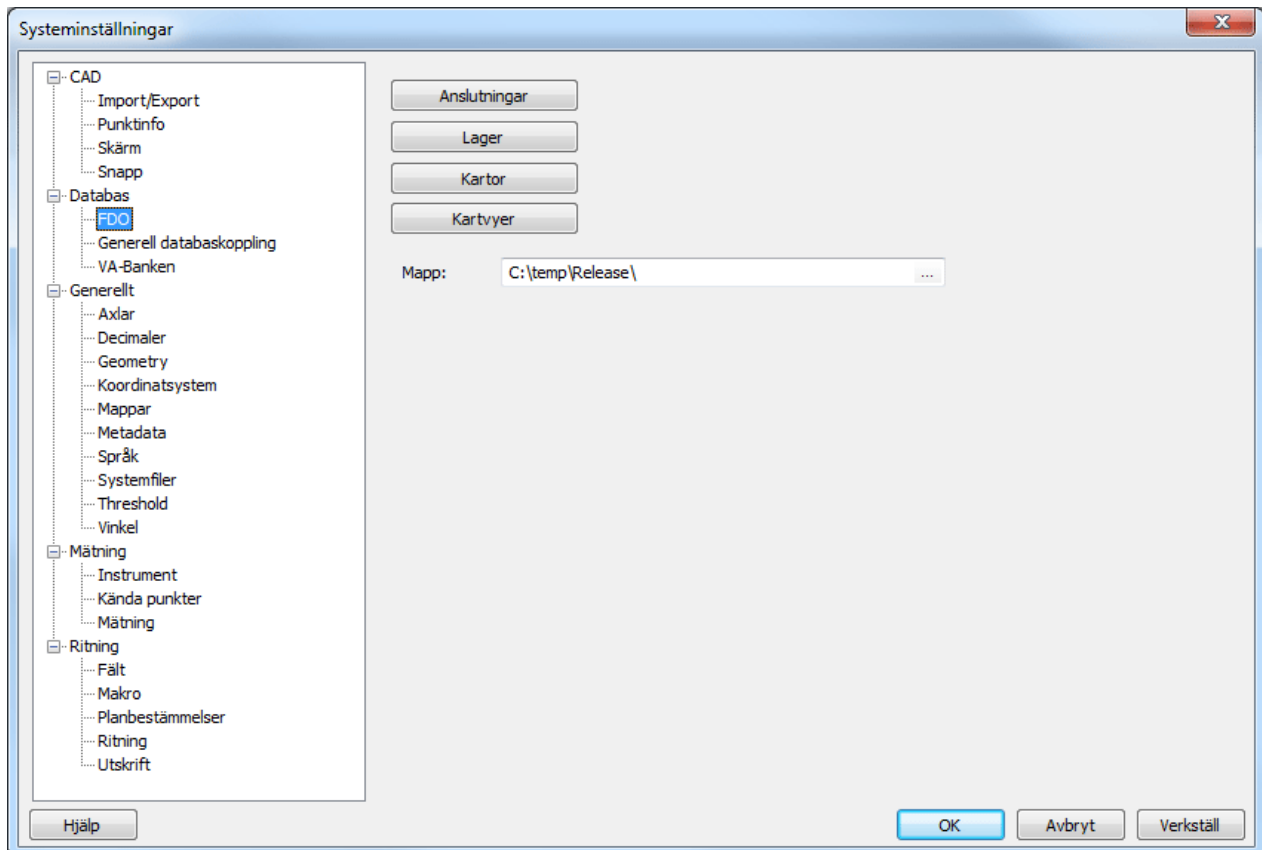 Systeminställningar
CAD
Import/Export
Punktinfo
Skärm
Snapp
Databas
FDO
Generell databaskoppling
VA-Banken
Generellt
Axlar
Decimaler
Geometry
Koordinatsystem
Mappar
Metadata
Språk
Systemfiler
Threshold
Vinkel
Mätning
Instrument
Kända punkter
Mätning
Ritning
Fält
Makro
Planbestämmelser
Ritning
Utskrift
Anslutningar
Lager
Kartor
Kartvyer
Mapp: C:\temp\Release\ ...
Hjälp OK Avbryt Verkställ